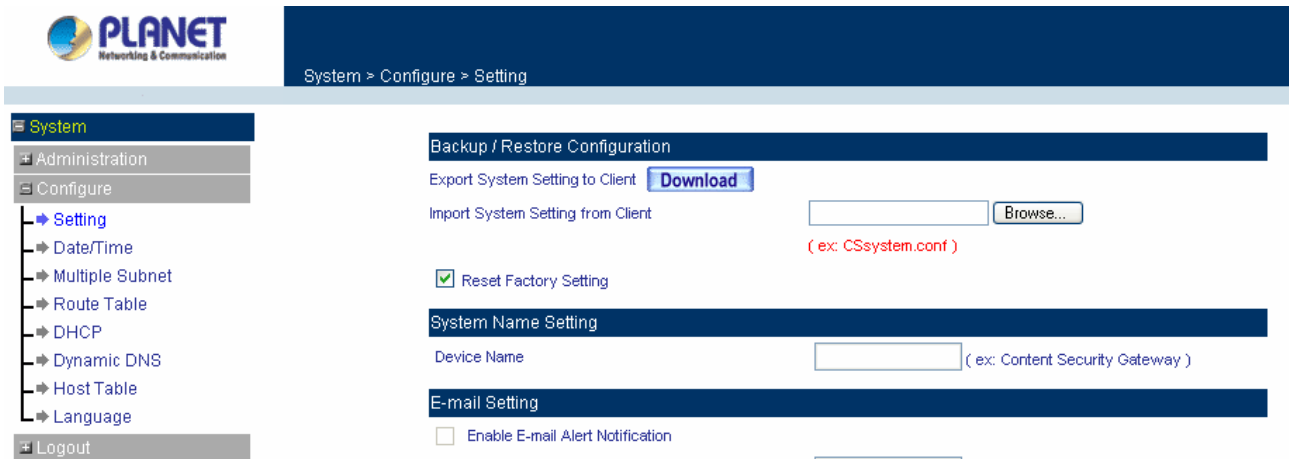 PLANET
Networking & Communication
System > Configure > Setting
System
Administration
Configure
Setting
Date/Time
Multiple Subnet
Route Table
DHCP
Dynamic DNS
Host Table
Language
Logout
Backup / Restore Configuration
Export System Setting to Client Download
Import System Setting from Client Browse...
( ex: CSsystem.conf )
Reset Factory Setting
System Name Setting
Device Name ( ex: Content Security Gateway )
E-mail Setting
Enable E-mail Alert Notification